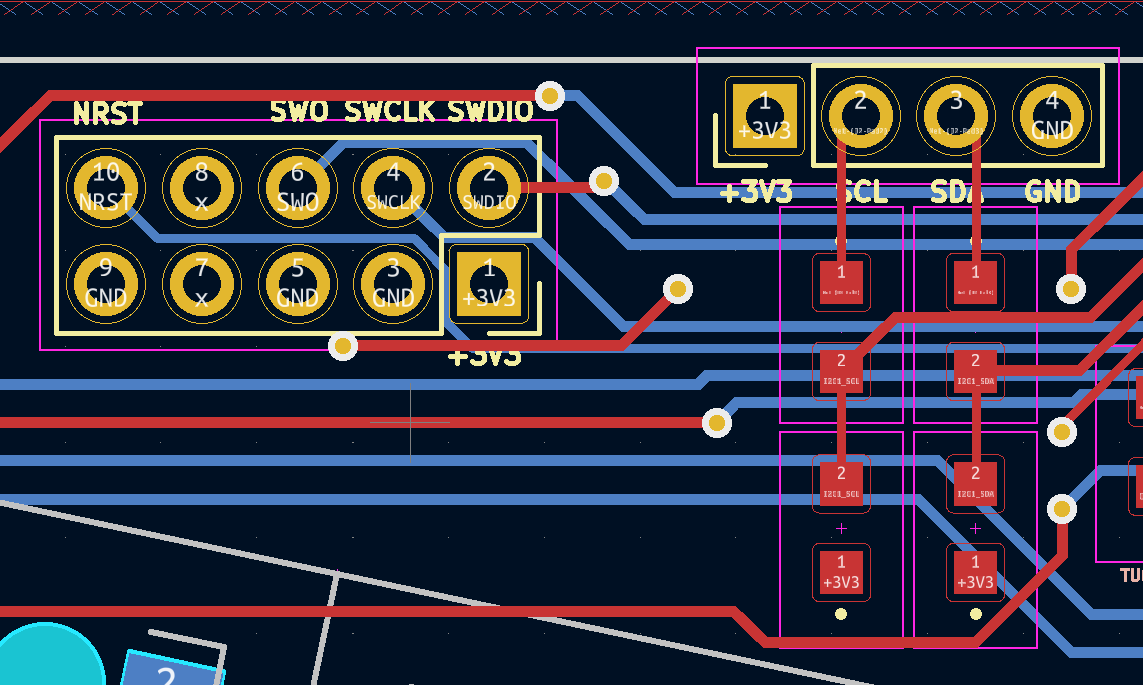 NRST SWO SWCLK SWDIO
10 8 6 4 2
NRST x SWO SWCLK SWDIO
9 7 5 3 1
GND x GND GND +3V3
+3V3
1 2 3 4
+3V3 GND
+3V3 SCL SDA GND
1 1
2 2
I2C1_SCL I2C1_SDA
2 2
I2C1_SCL I2C1_SDA
1 1
+3V3 +3V3
2